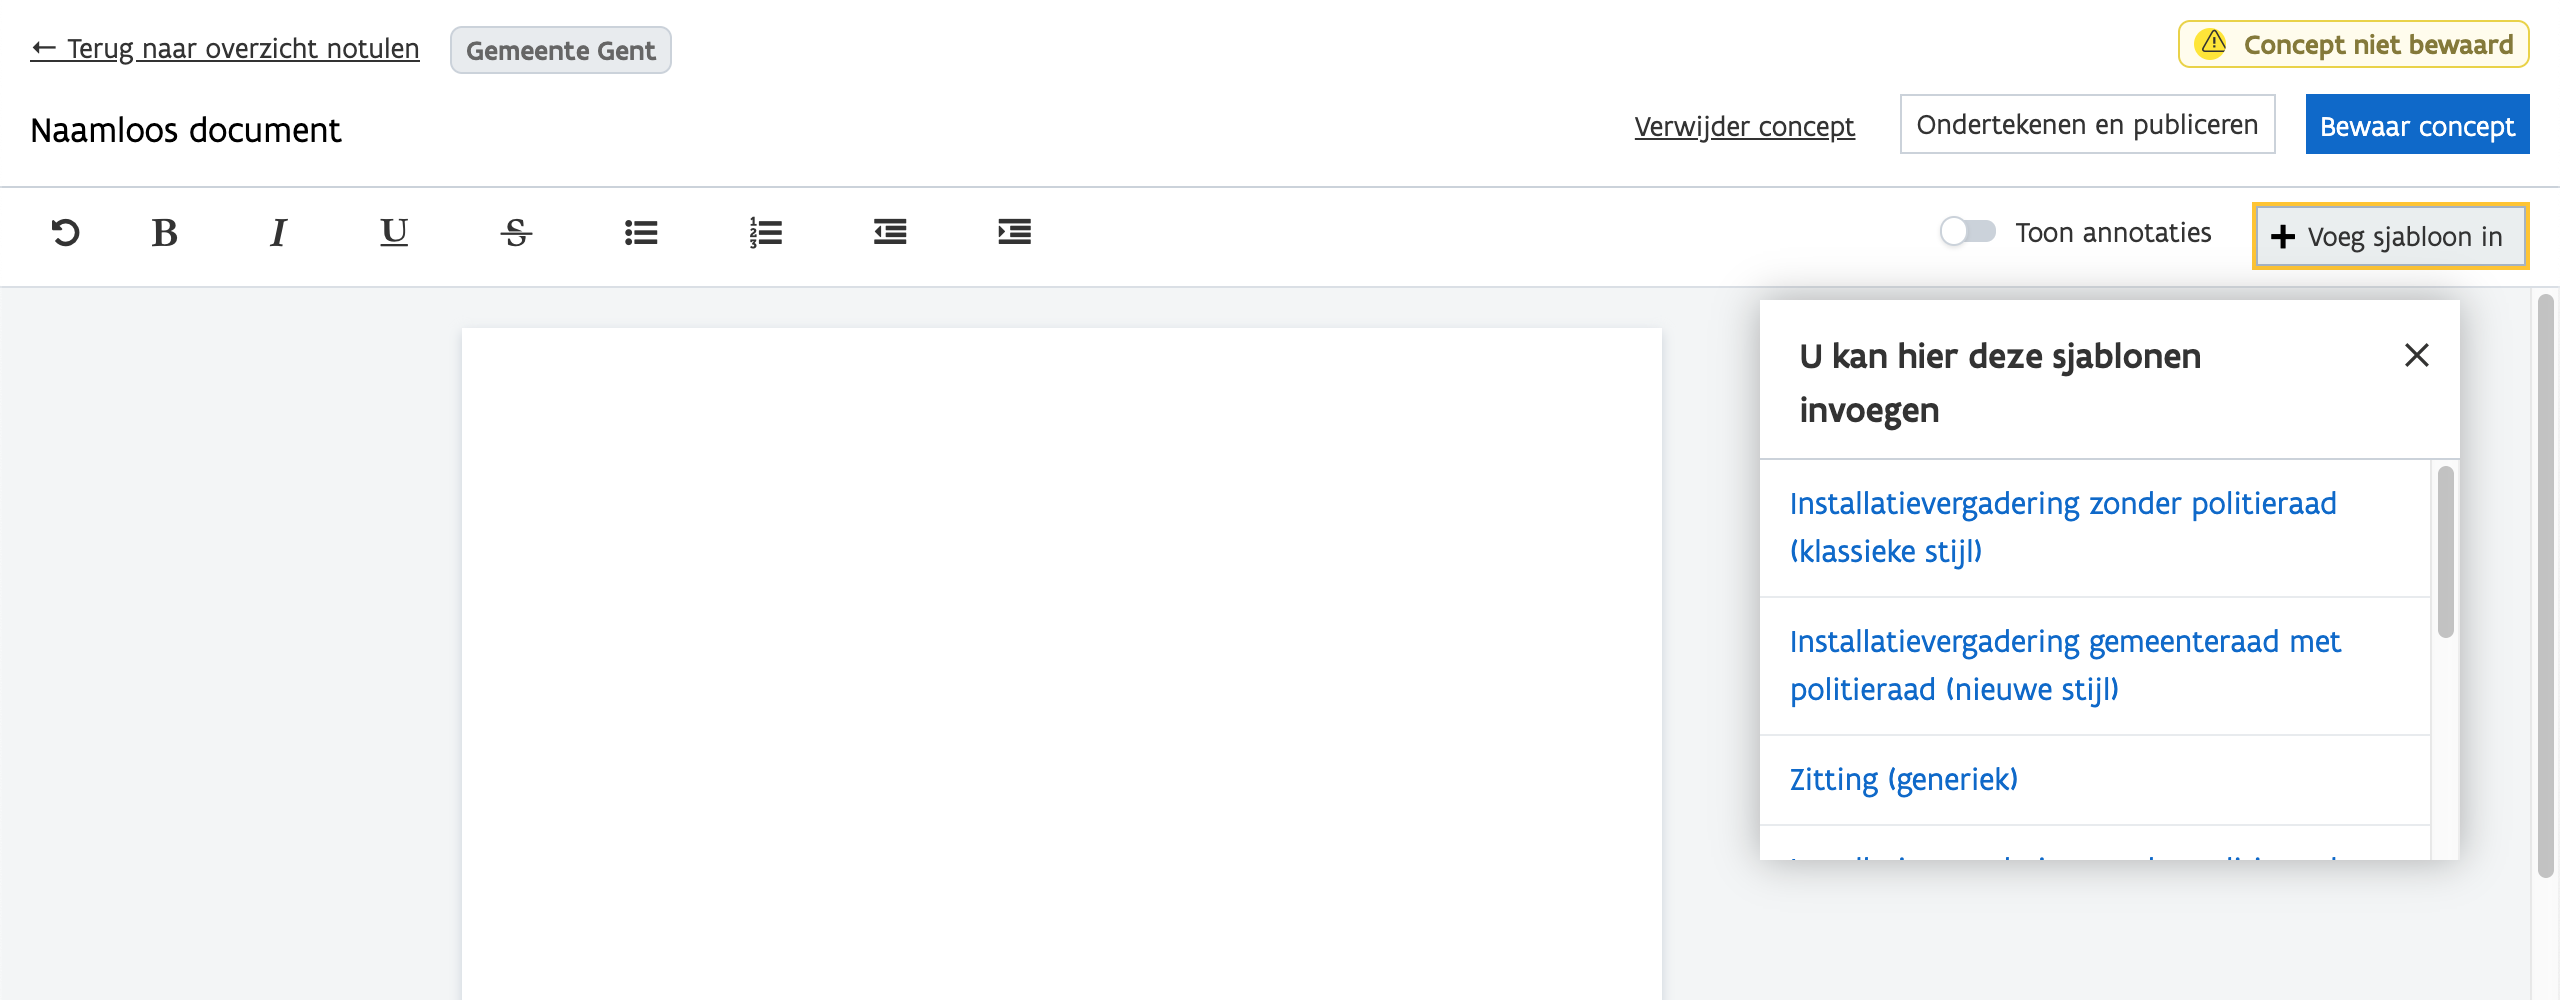 ← Terug naar overzicht notulen
Gemeente Gent
Concept niet bewaard
Naamloos document
Verwijder concept
Ondertekenen en publiceren
Bewaar concept
B I U S
Toon annotaties
Voeg sjabloon in
U kan hier deze sjablonen
invoegen
Installatievergadering zonder politieraad
(klassieke stijl)
Installatievergadering gemeenteraad met
politieraad (nieuwe stijl)
Zitting (generiek)